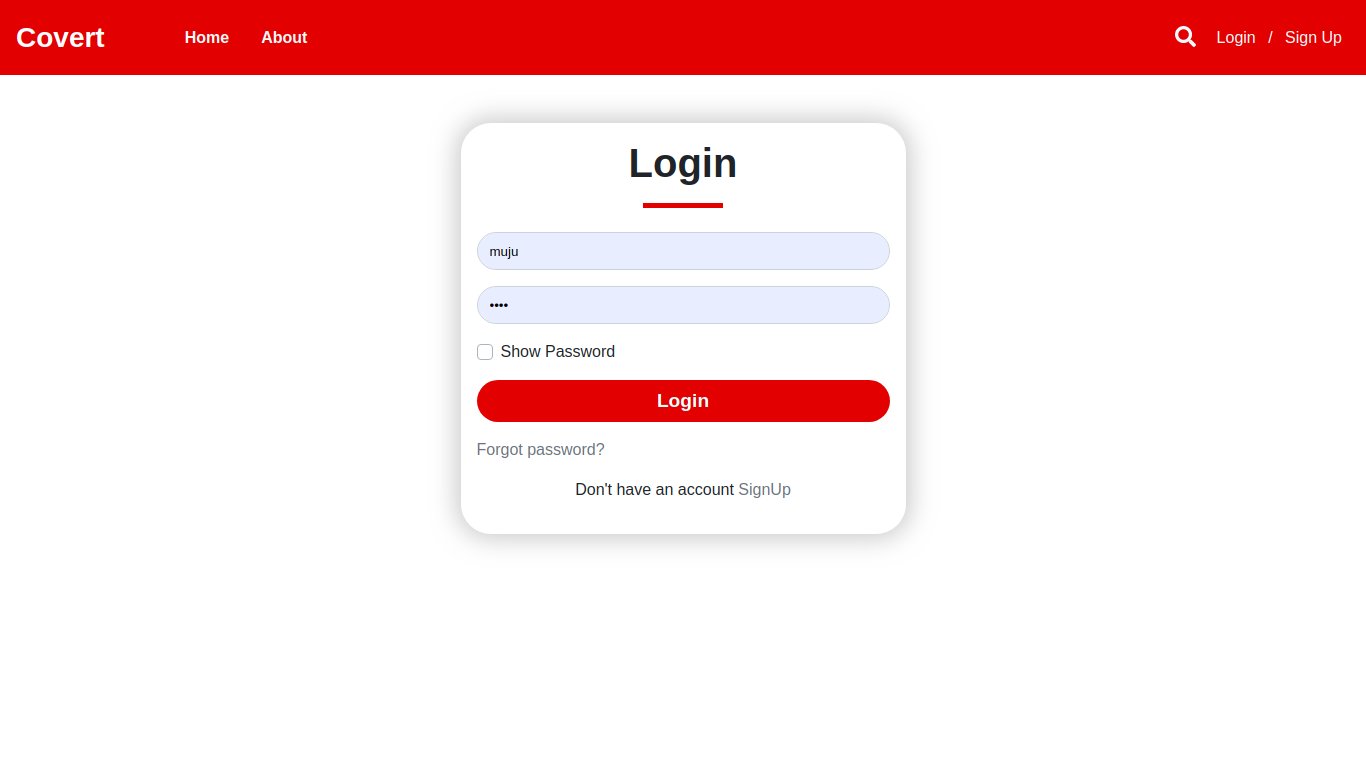 Covert Home About Login / Sign Up
Login
muju
••••
Show Password
Login
Forgot password?
Don't have an account SignUp